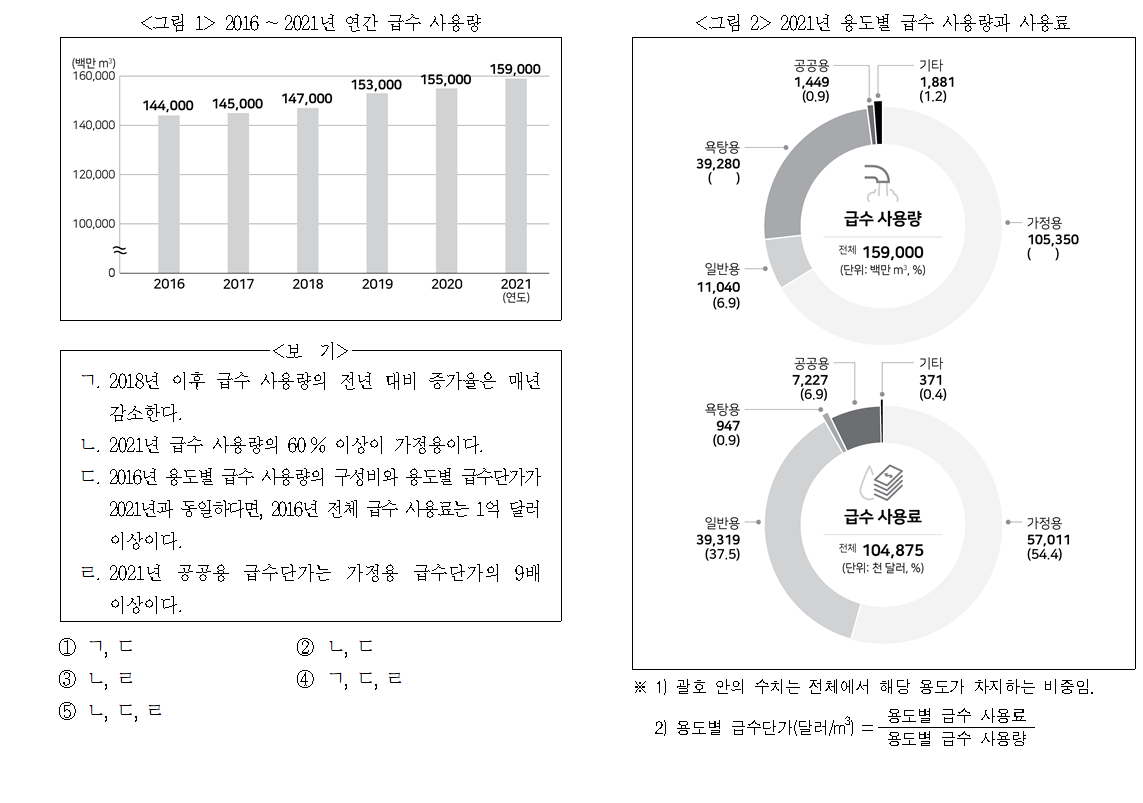 <그림 1> 2016 ~ 2021년 연간 급수 사용량
(백만 m³)
160,000
140,000
120,000
100,000
0
144,000
145,000
147,000
153,000
155,000
159,000
2016
2017
2018
2019
2020
2021
(연도)
<보 기>
ㄱ. 2018년 이후 급수 사용량의 전년 대비 증가율은 매년
감소한다.
ㄴ. 2021년 급수 사용량의 60 % 이상이 가정용이다.
ㄷ. 2016년 용도별 급수 사용량의 구성비와 용도별 급수단가가
2021년과 동일하다면, 2016년 전체 급수 사용료는 1억 달러
이상이다.
ㄹ. 2021년 공공용 급수단가는 가정용 급수단가의 9배
이상이다.
① ㄱ, ㄷ
② ㄴ, ㄷ
③ ㄴ, ㄹ
④ ㄱ, ㄷ, ㄹ
⑤ ㄴ, ㄷ, ㄹ
<그림 2> 2021년 용도별 급수 사용량과 사용료
공공용
1,449
(0.9)
기타
1,881
(1.2)
욕탕용
39,280
( )
일반용
11,040
(6.9)
가정용
105,350
( )
급수 사용량
전체 159,000
(단위: 백만 m³, %)
공공용
7,227
(6.9)
기타
371
(0.4)
욕탕용
947
(0.9)
일반용
39,319
(37.5)
가정용
57,011
(54.4)
급수 사용료
전체 104,875
(단위: 천 달러, %)
※ 1) 괄호 안의 수치는 전체에서 해당 용도가 차지하는 비중임.
2) 용도별 급수단가(달러/m³) = 용도별 급수 사용료
용도별 급수 사용량